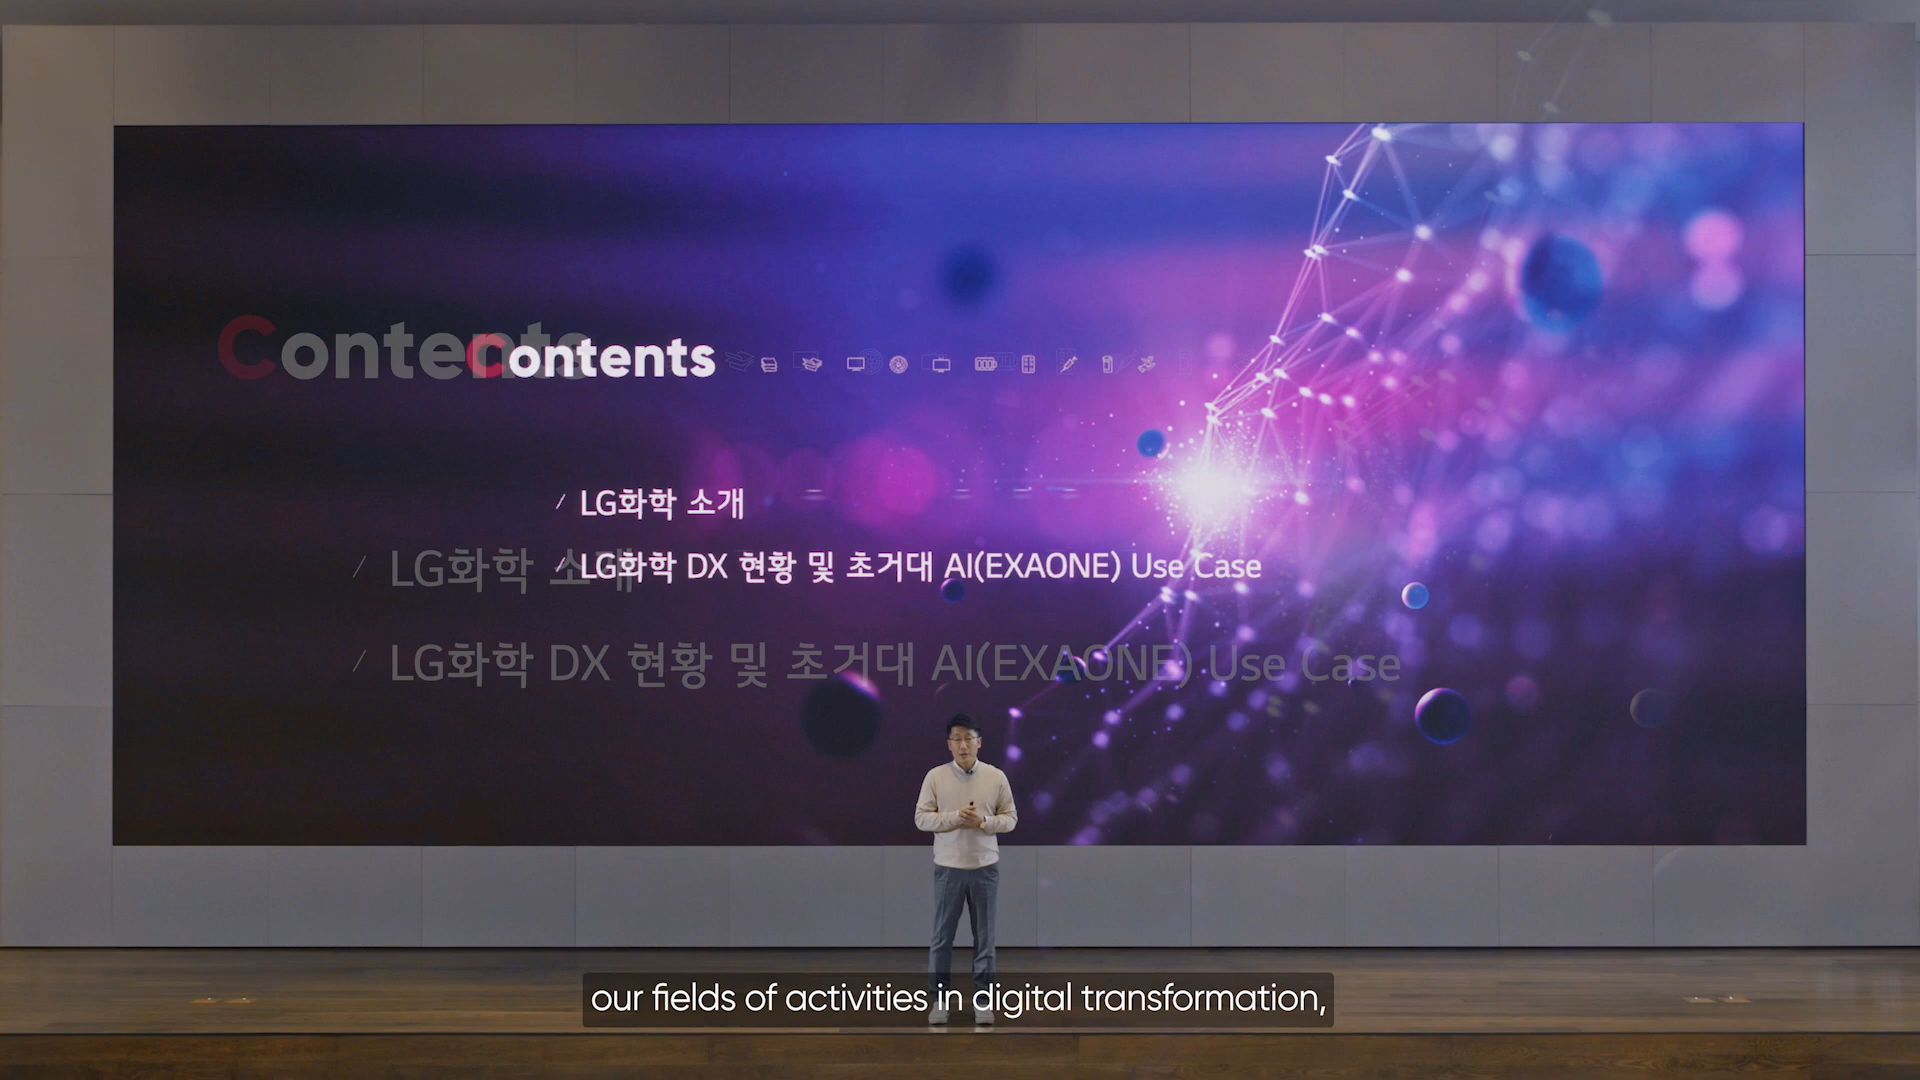 Contents
Contents
/ LG화학 소개
/ LG화학 DX 현황 및 초거대 AI(EXAONE) Use Case
/ LG화학 소개
/ LG화학 DX 현황 및 초거대 AI(EXAONE) Use Case
our fields of activities in digital transformation,